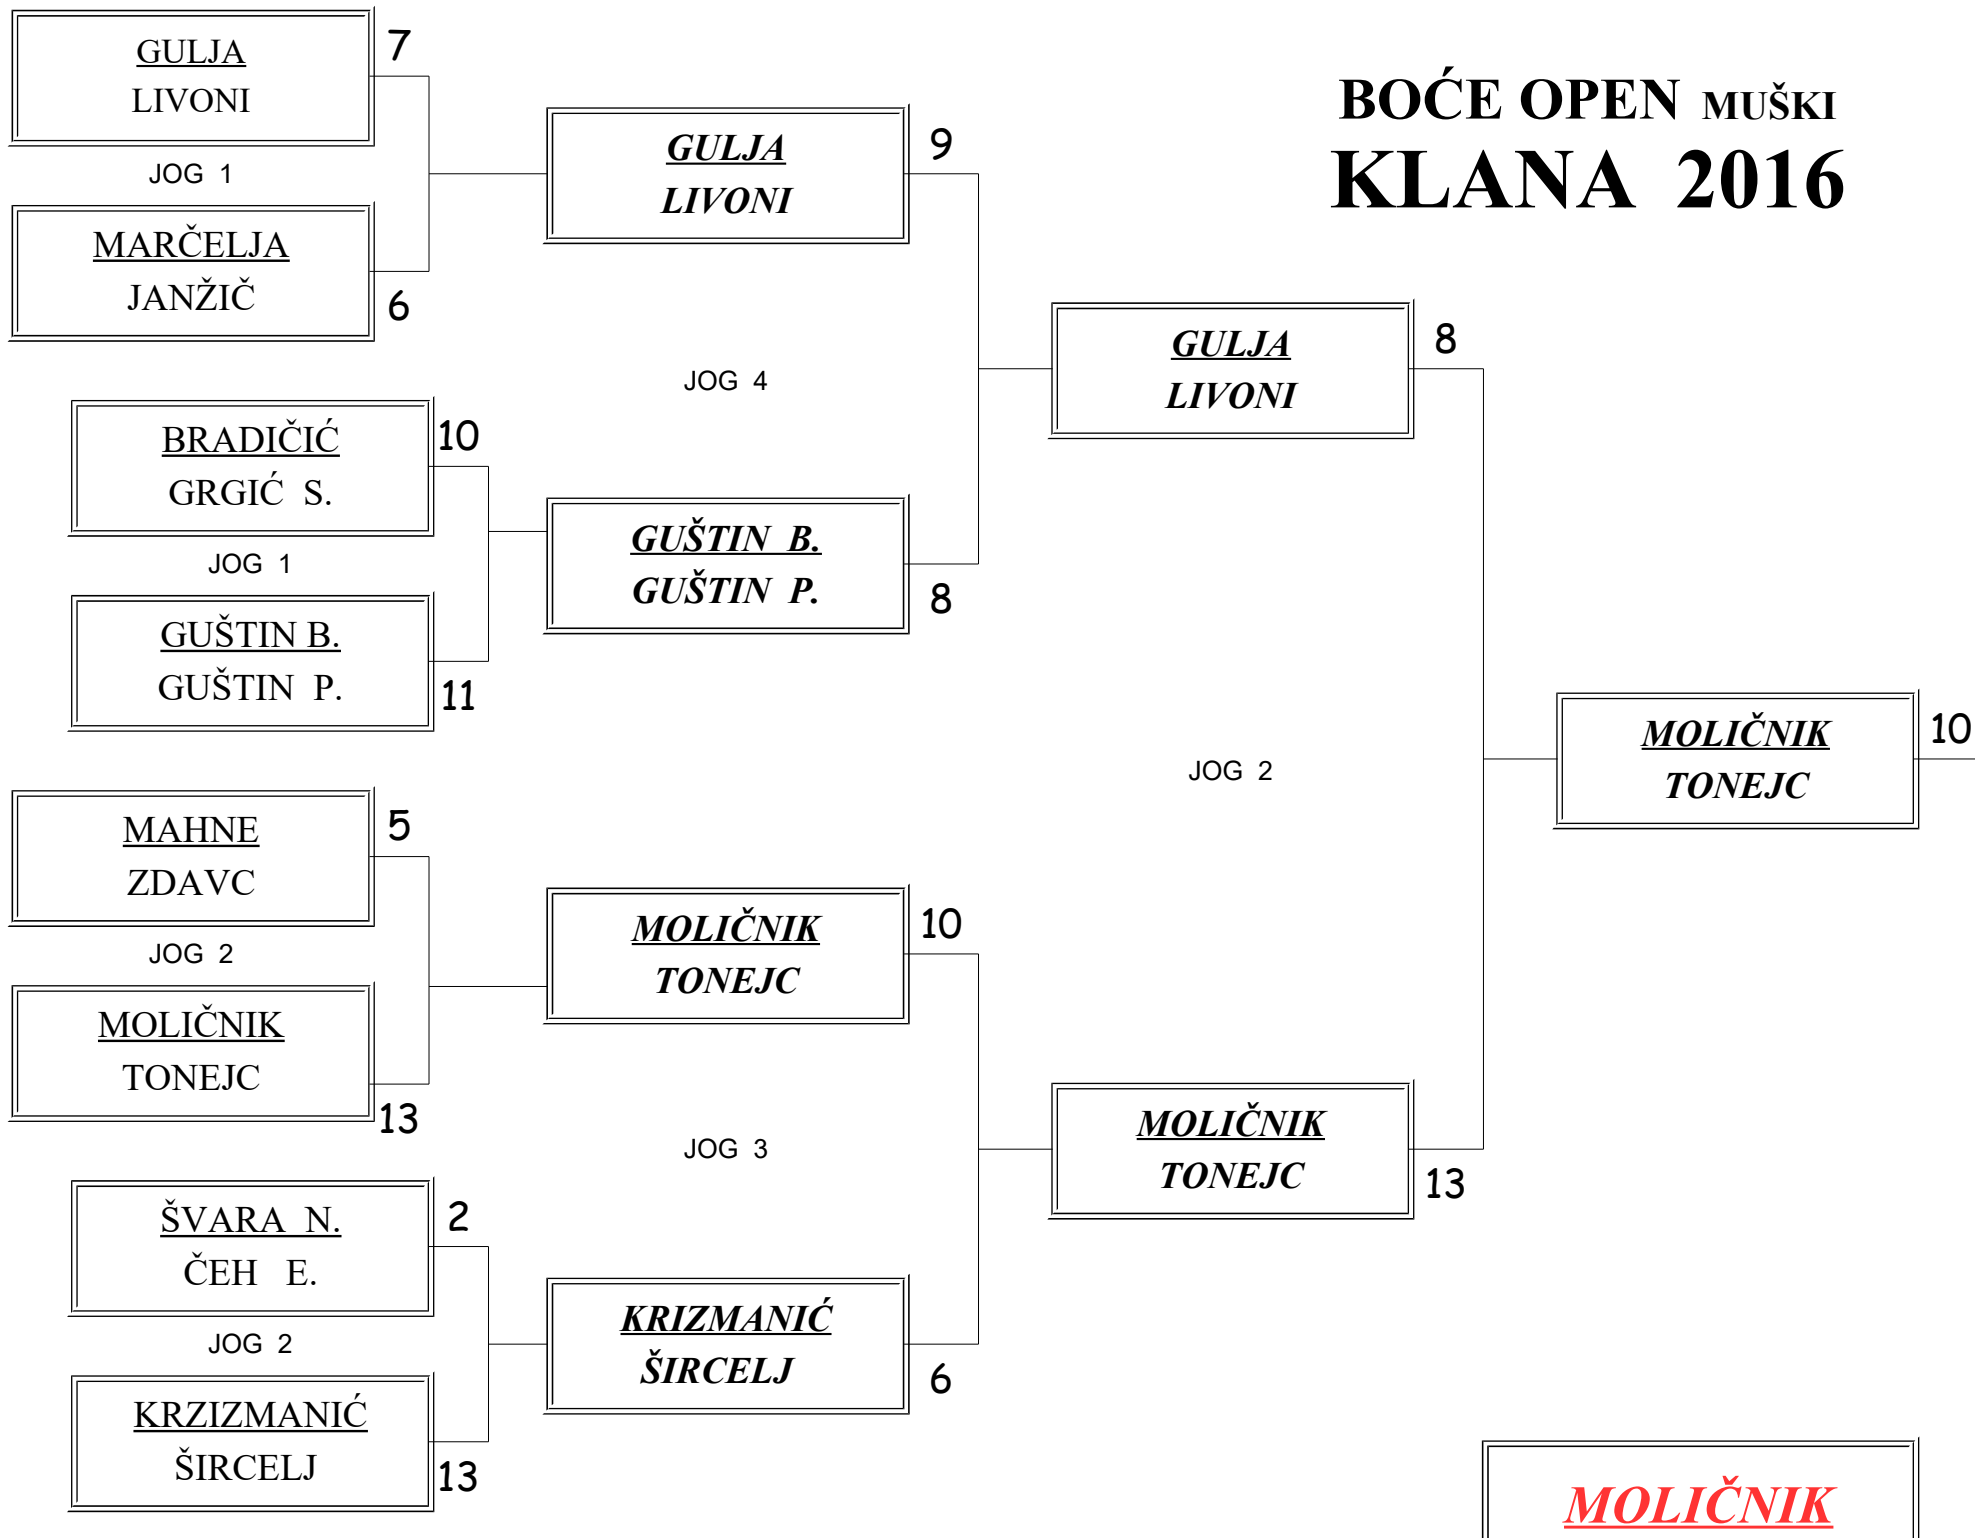 BOĆE OPEN MUŠKI
KLANA 2016
GULJA
LIVONI
7
JOG 1
MARČELJA
JANŽIČ
6
BRADIČIĆ
GRGIĆ S.
10
JOG 1
GUŠTIN B.
GUŠTIN P.
11
MAHNE
ZDAVC
5
JOG 2
MOLIČNIK
TONEJC
13
ŠVARA N.
ČEH E.
2
JOG 2
KRZIZMANIĆ
ŠIRCELJ
13
GULJA
LIVONI
9
JOG 4
GUŠTIN B.
GUŠTIN P.
8
MOLIČNIK
TONEJC
10
JOG 3
KRIZMANIĆ
ŠIRCELJ
6
GULJA
LIVONI
8
JOG 2
MOLIČNIK
TONEJC
13
MOLIČNIK
TONEJC
10
MOLIČNIK